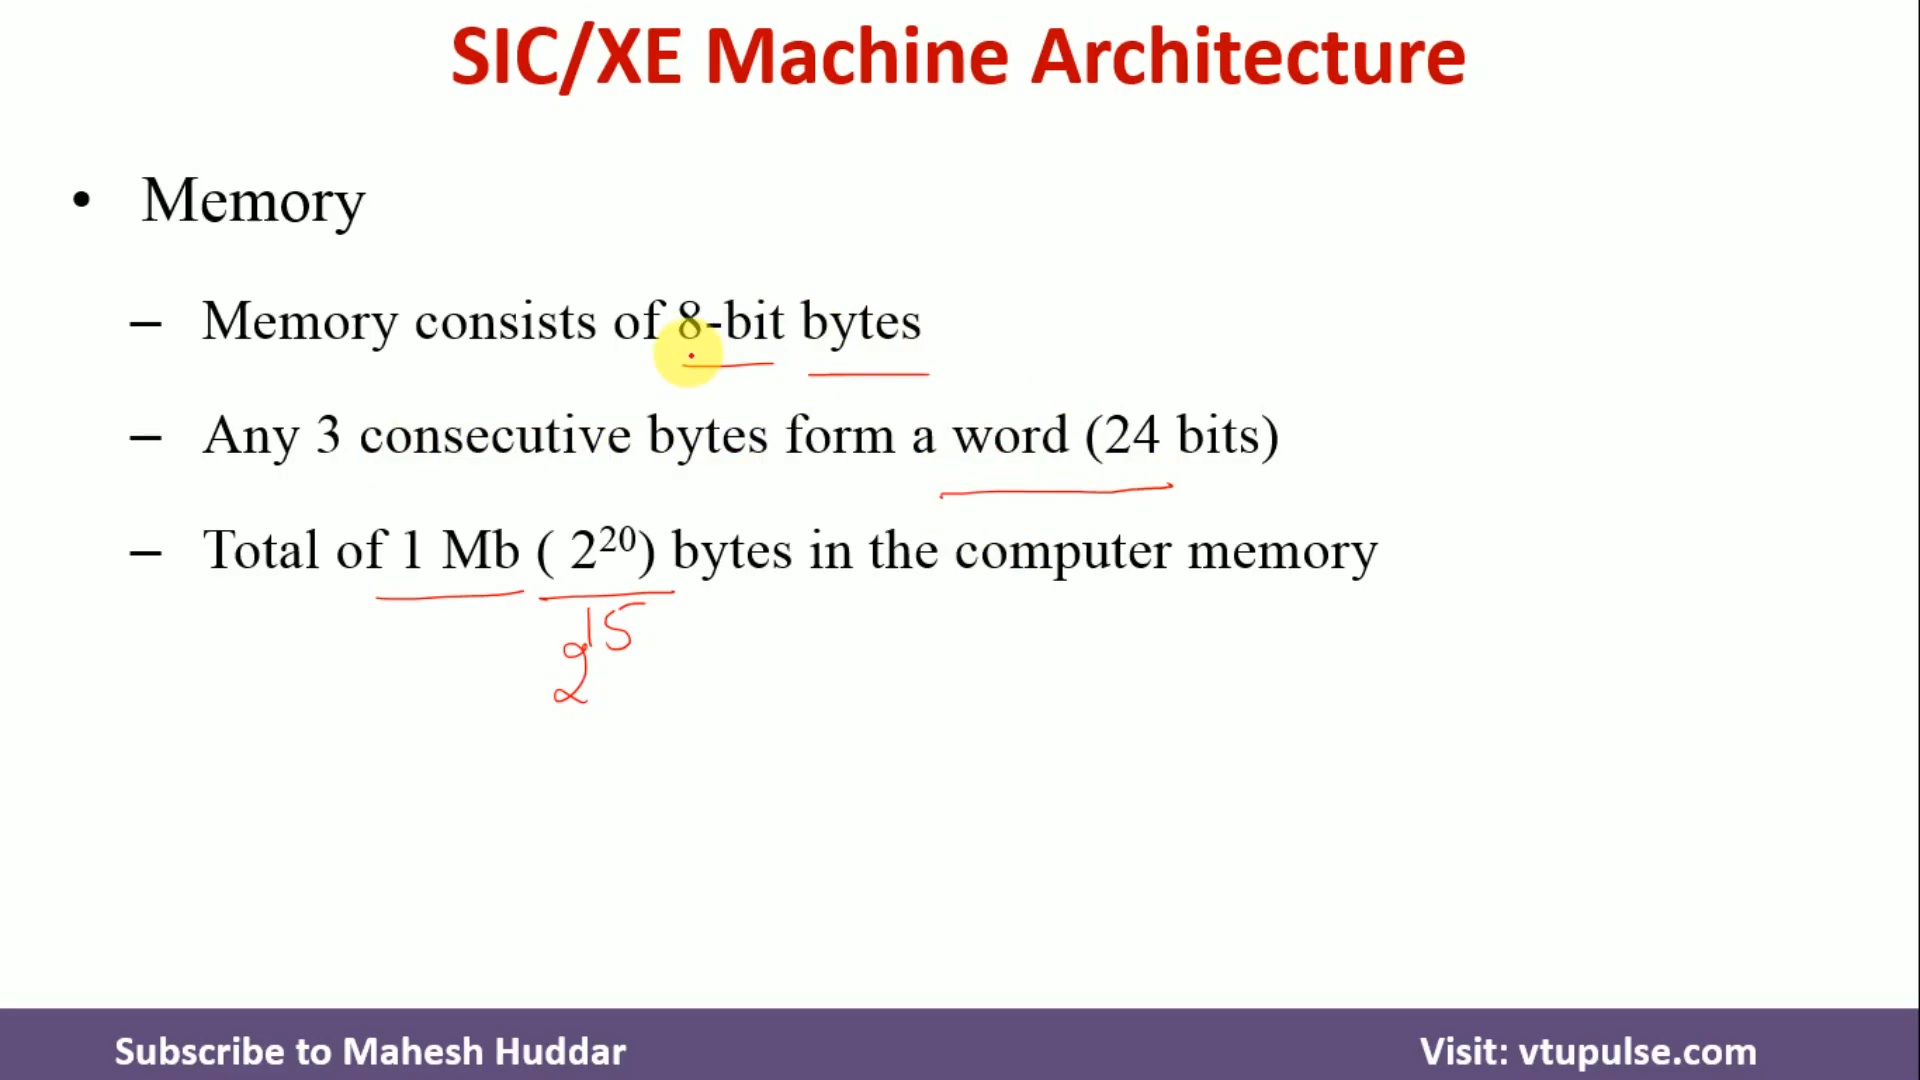 SIC/XE Machine Architecture
• Memory
– Memory consists of 8-bit bytes
– Any 3 consecutive bytes form a word (24 bits)
– Total of 1 Mb ( 2²⁰) bytes in the computer memory
2¹⁵
Subscribe to Mahesh Huddar
Visit: vtupulse.com